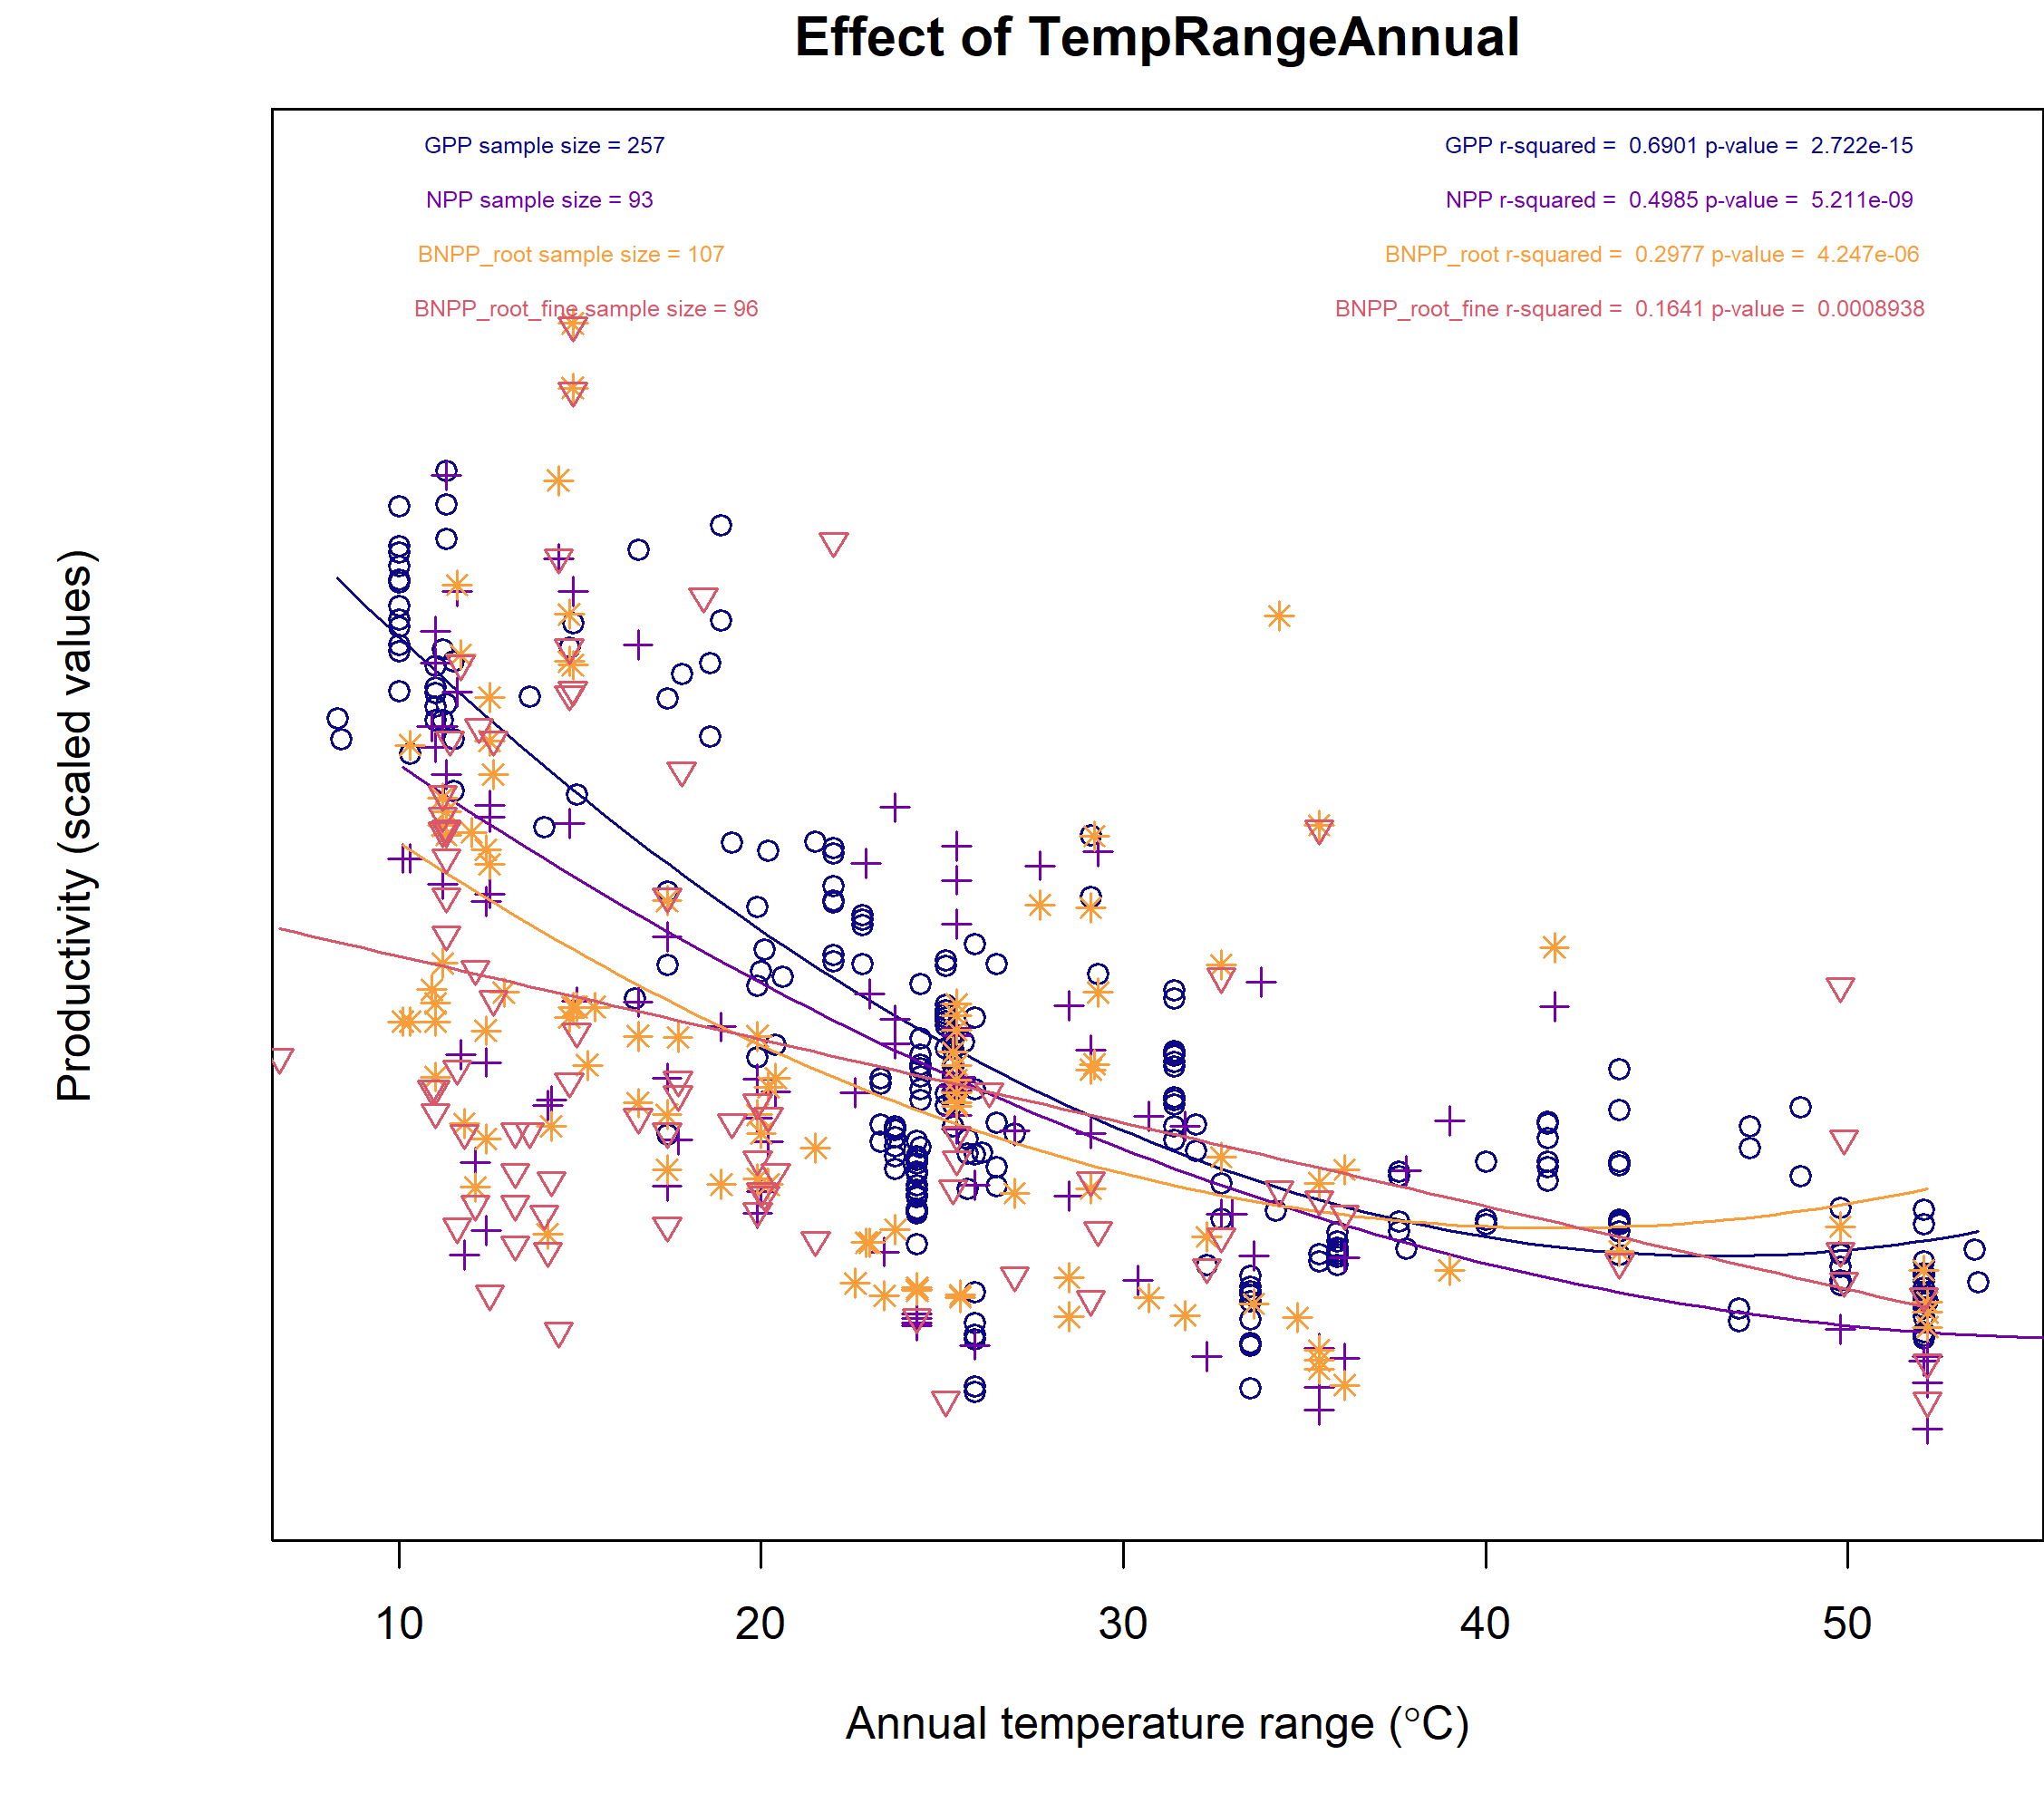 Effect of TempRangeAnnual
GPP sample size = 257
GPP r-squared =  0.6901 p-value =  2.722e-15
NPP sample size = 93
NPP r-squared =  0.4985 p-value =  5.211e-09
BNPP_root sample size = 107
BNPP_root r-squared =  0.2977 p-value =  4.247e-06
BNPP_root_fine sample size = 96
BNPP_root_fine r-squared =  0.1641 p-value =  0.0008938
Productivity (scaled values)
10 20 30 40 50
Annual temperature range (°C)